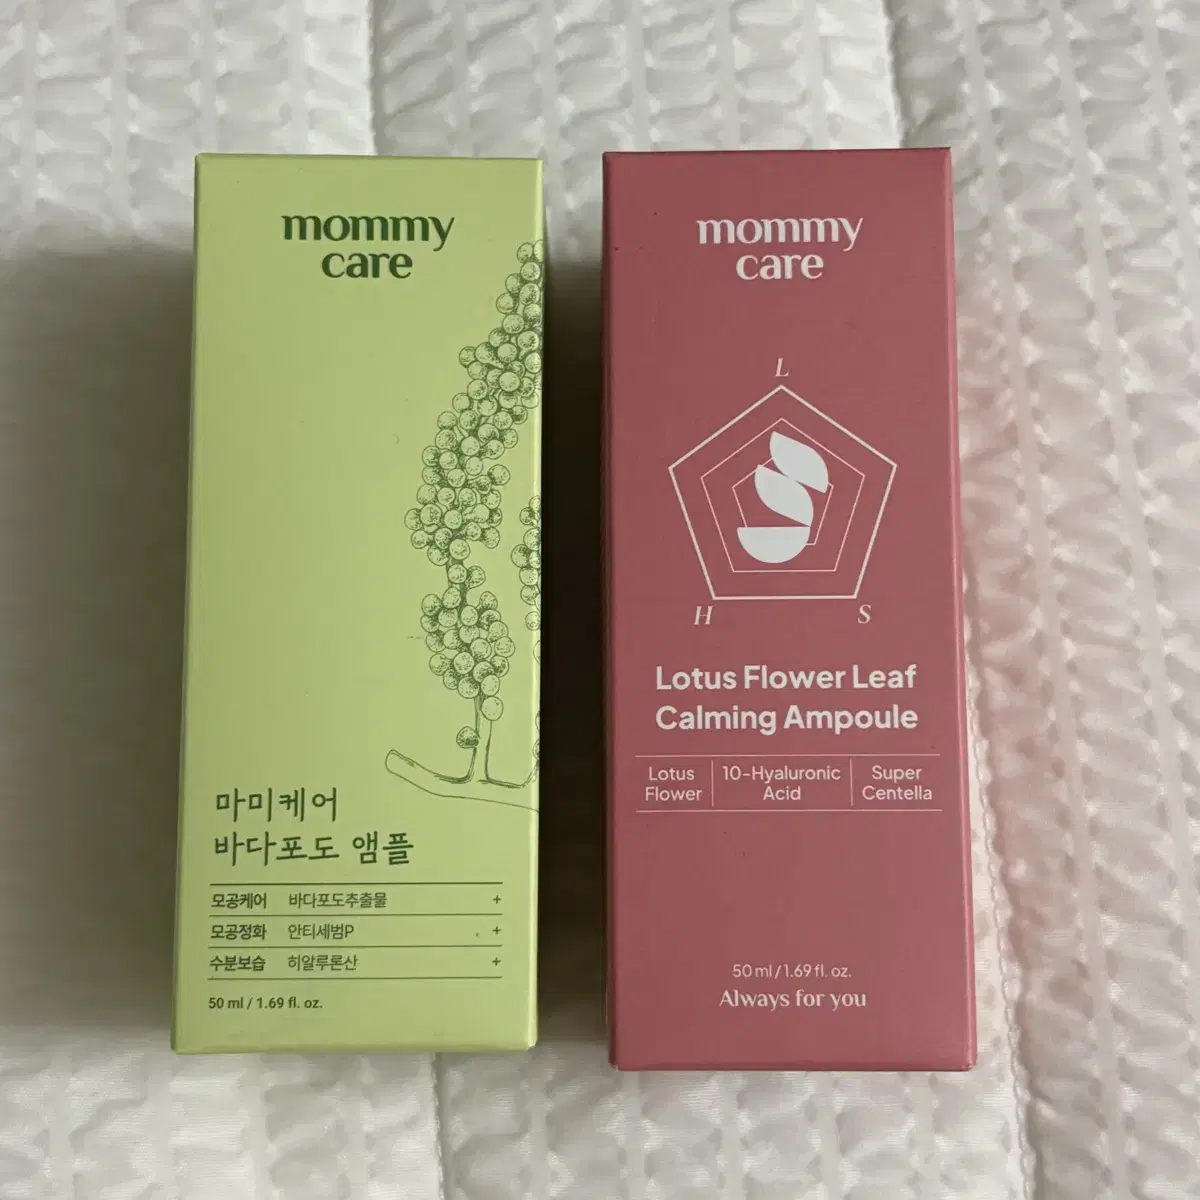 mommy
care
마미케어
바다포도 앰플
모공케어 바다포도추출물 +
모공정화 안티세범P +
수분보습 히알루론산 +
50 ml / 1.69 fl. oz.
mommy
care
L
H S
Lotus Flower Leaf
Calming Ampoule
Lotus 10-Hyaluronic Super
Flower Acid Centella
50 ml / 1.69 fl. oz.
Always for you